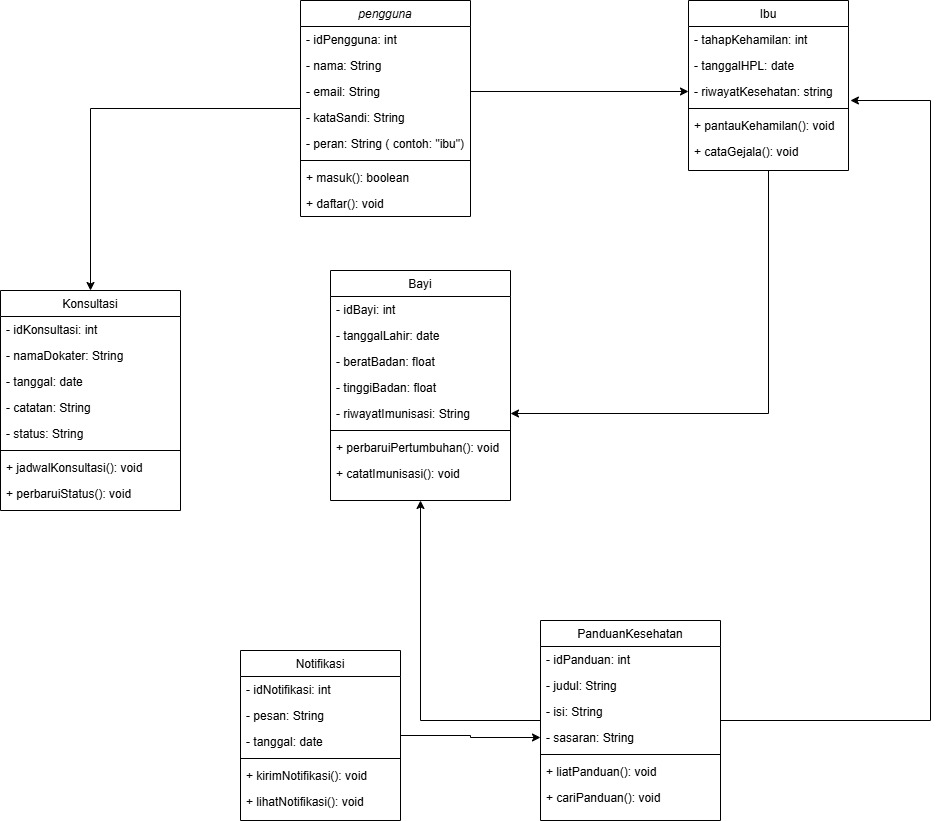 pengguna
- idPengguna: int
- nama: String
- email: String
- kataSandi: String
- peran: String ( contoh: "ibu")
+ masuk(): boolean
+ daftar(): void
Ibu
- tahapKehamilan: int
- tanggalHPL: date
- riwayatKesehatan: string
+ pantauKehamilan(): void
+ cataGejala(): void
Konsultasi
- idKonsultasi: int
- namaDokater: String
- tanggal: date
- catatan: String
- status: String
+ jadwalKonsultasi(): void
+ perbaruiStatus(): void
Bayi
- idBayi: int
- tanggalLahir: date
- beratBadan: float
- tinggiBadan: float
- riwayatImunisasi: String
+ perbaruiPertumbuhan(): void
+ catatImunisasi(): void
Notifikasi
- idNotifikasi: int
- pesan: String
- tanggal: date
+ kirimNotifikasi(): void
+ lihatNotifikasi(): void
PanduanKesehatan
- idPanduan: int
- judul: String
- isi: String
- sasaran: String
+ liatPanduan(): void
+ cariPanduan(): void